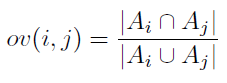 ov(i, j) = |A_i ∩ A_j| / |A_i ∪ A_j|